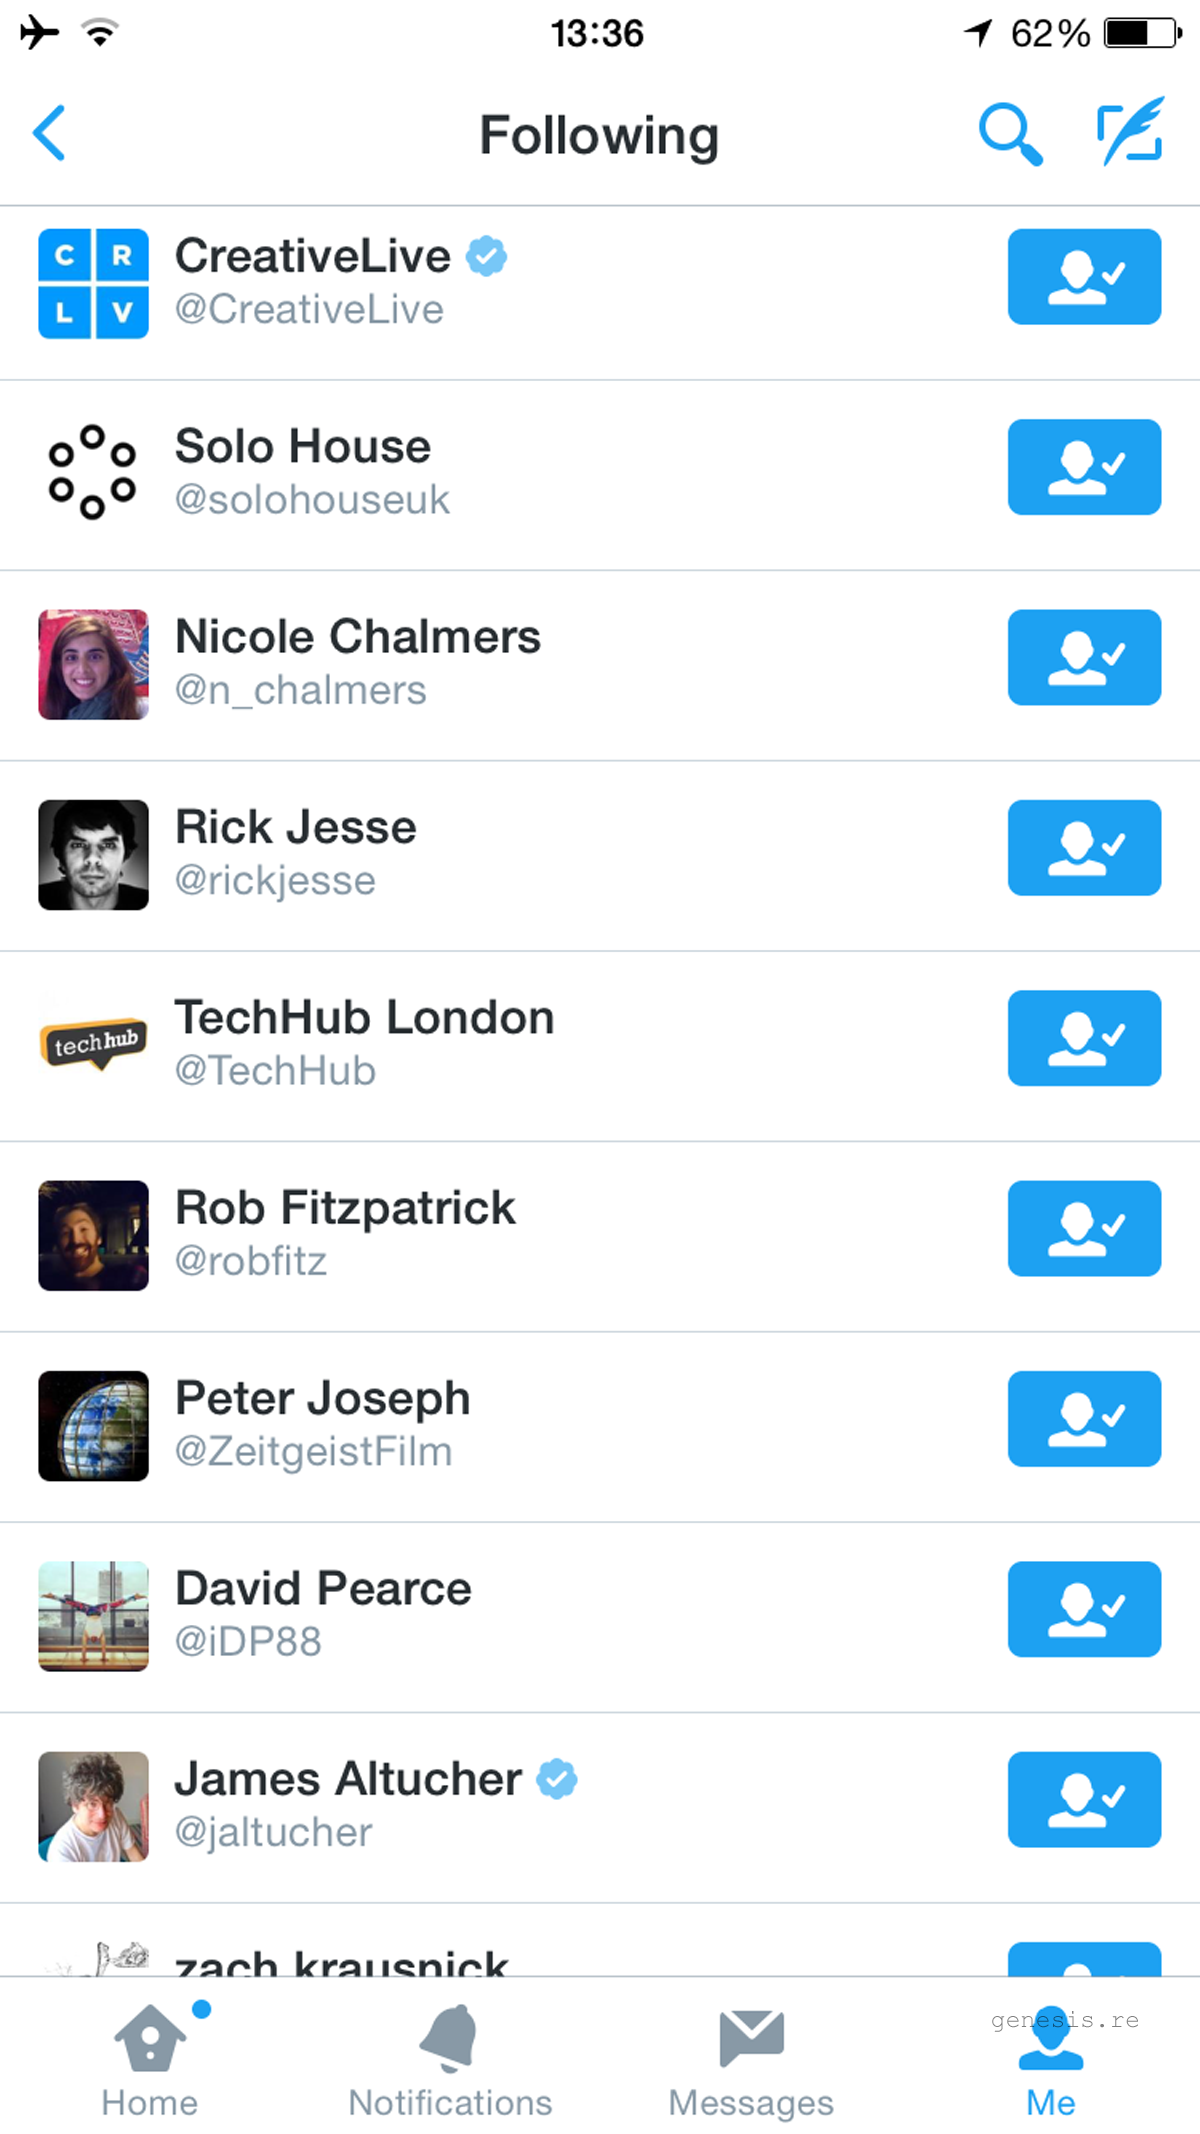 13:36 62%
Following
C R
L V
CreativeLive
@CreativeLive
Solo House
@solohouseuk
Nicole Chalmers
@n_chalmers
Rick Jesse
@rickjesse
techhub
TechHub London
@TechHub
Rob Fitzpatrick
@robfitz
Peter Joseph
@ZeitgeistFilm
David Pearce
@iDP88
James Altucher
@jaltucher
zach krausnick
genesis.re
Home Notifications Messages Me